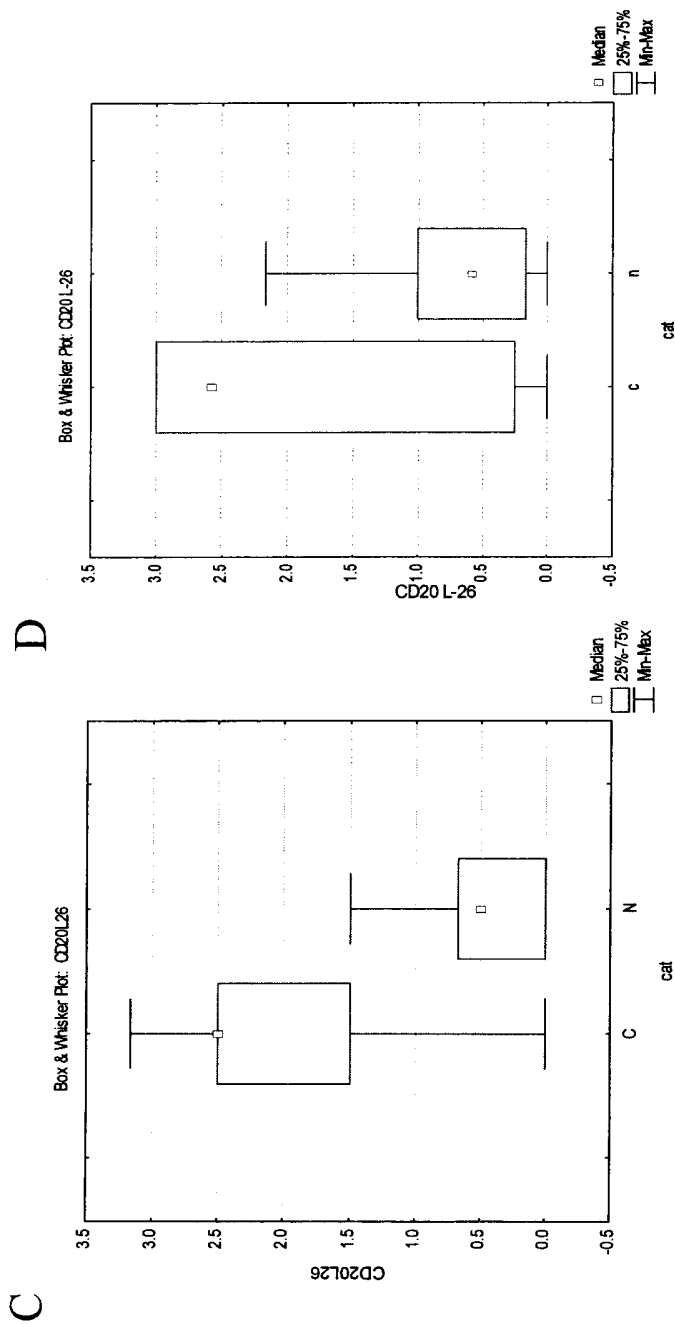 C
Box & Whisker Plot: CD20L26
CD20L26
3.5
3.0
2.5
2.0
1.5
1.0
0.5
0.0
-0.5
C
N
cat
Median
25%-75%
Min-Max
D
Box & Whisker Plot: CD20 L-26
CD20 L-26
3.5
3.0
2.5
2.0
1.5
1.0
0.5
0.0
-0.5
c
n
cat
Median
25%-75%
Min-Max